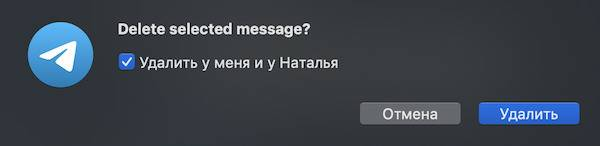 Delete selected message?
Удалить у меня и у Наталья
Отмена
Удалить